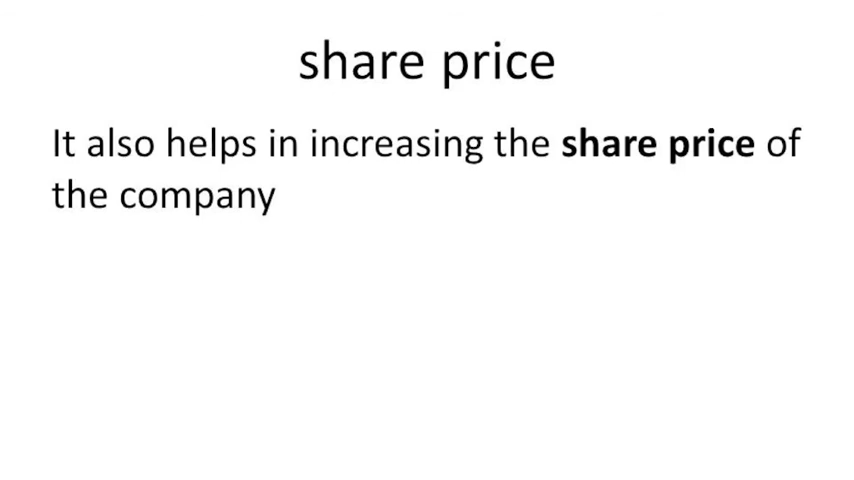 share price
It also helps in increasing the share price of
the company